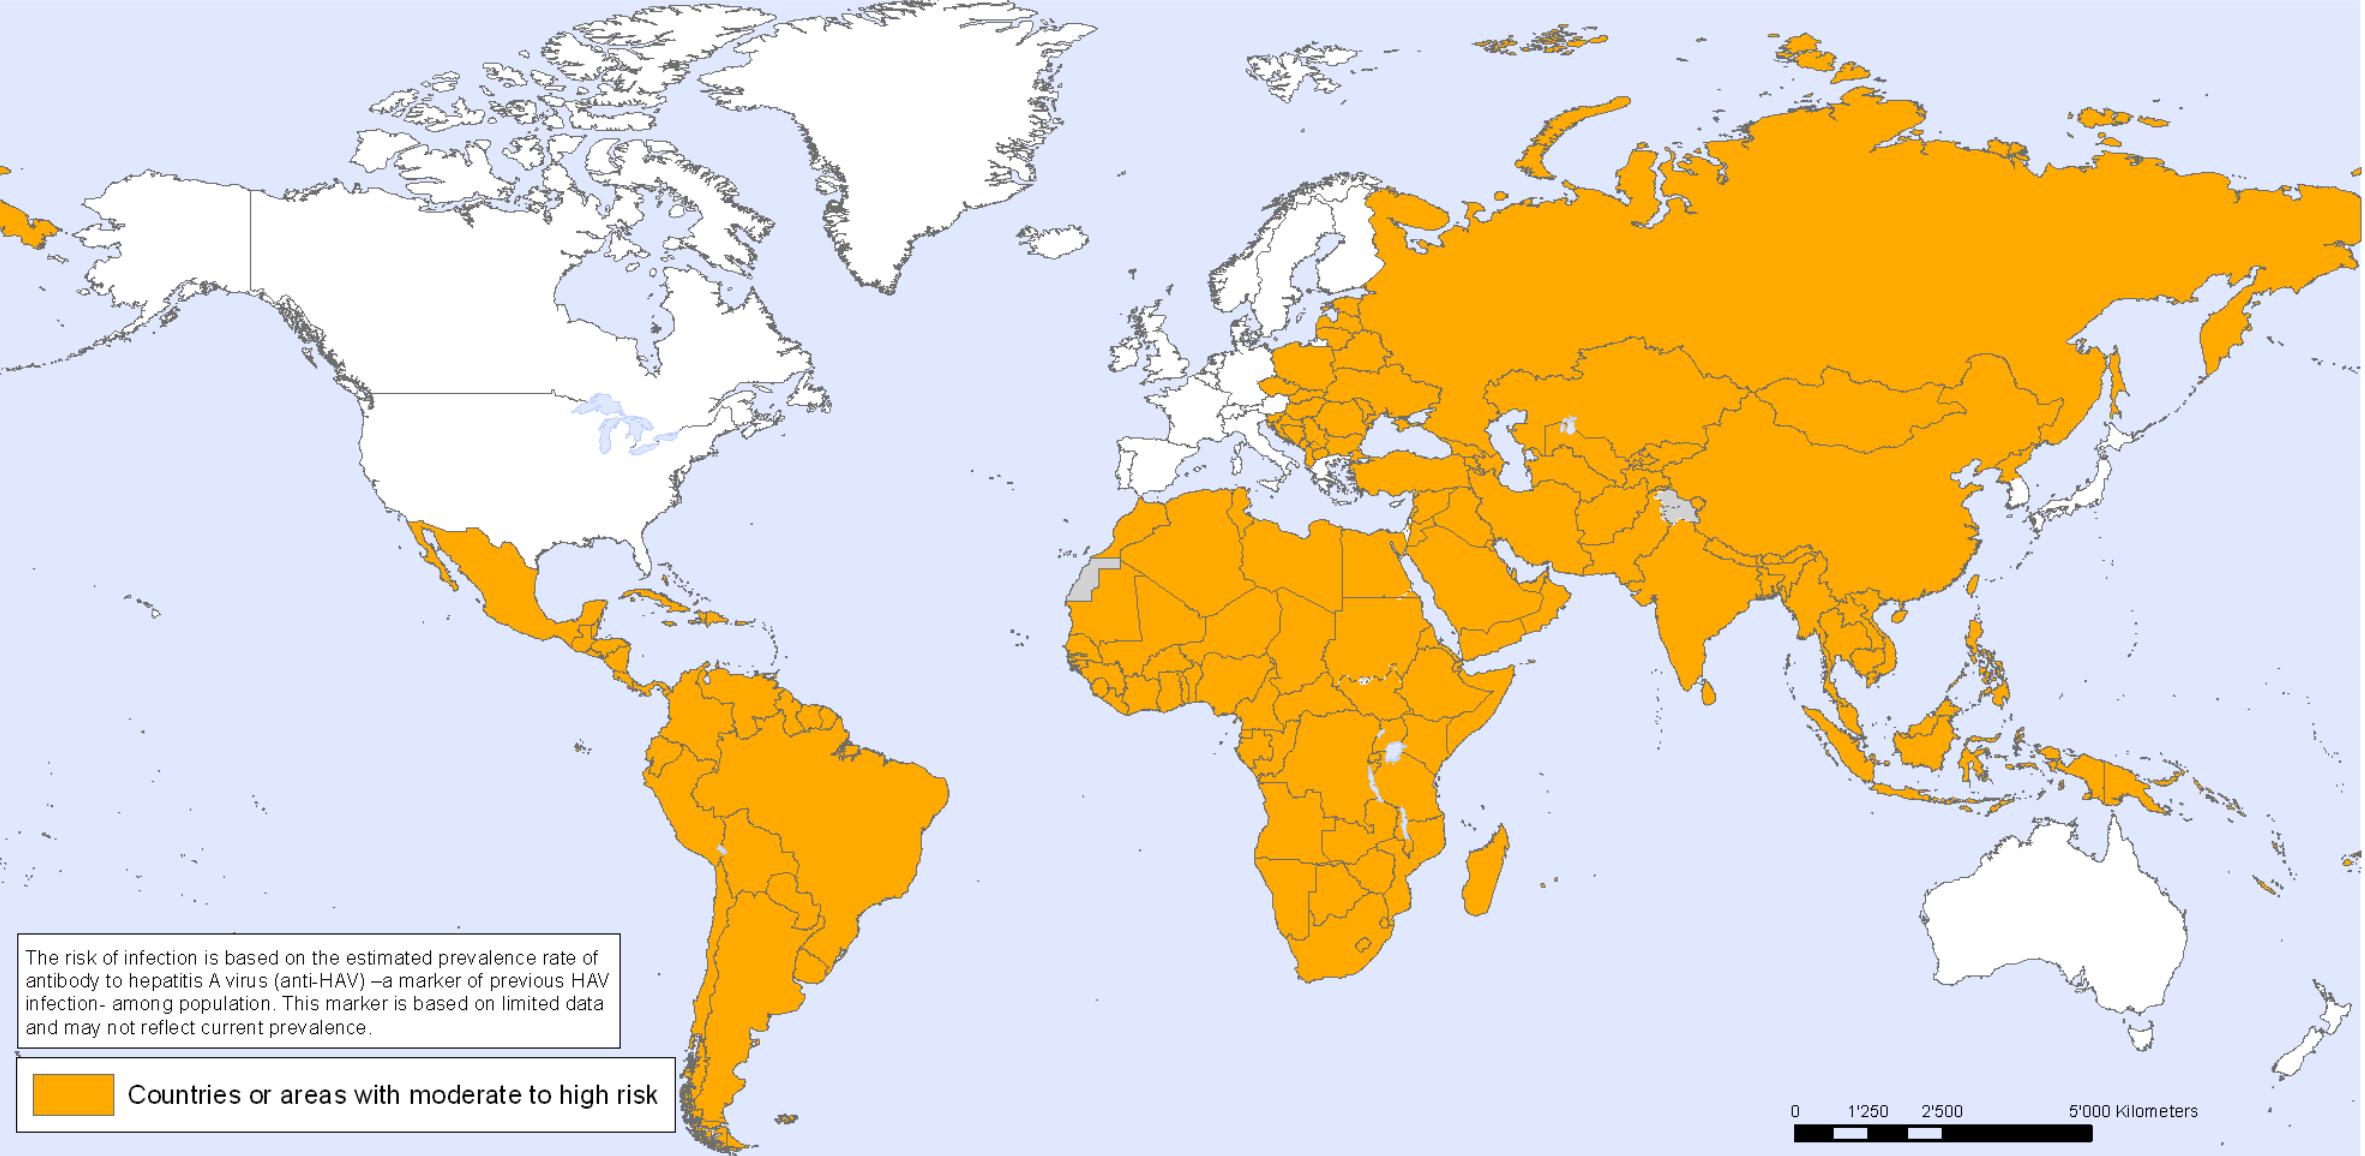 The risk of infection is based on the estimated prevalence rate of
antibody to hepatitis A virus (anti-HAV) –a marker of previous HAV
infection- among population. This marker is based on limited data
and may not reflect current prevalence.
Countries or areas with moderate to high risk
0 1'250 2'500 5'000 Kilometers